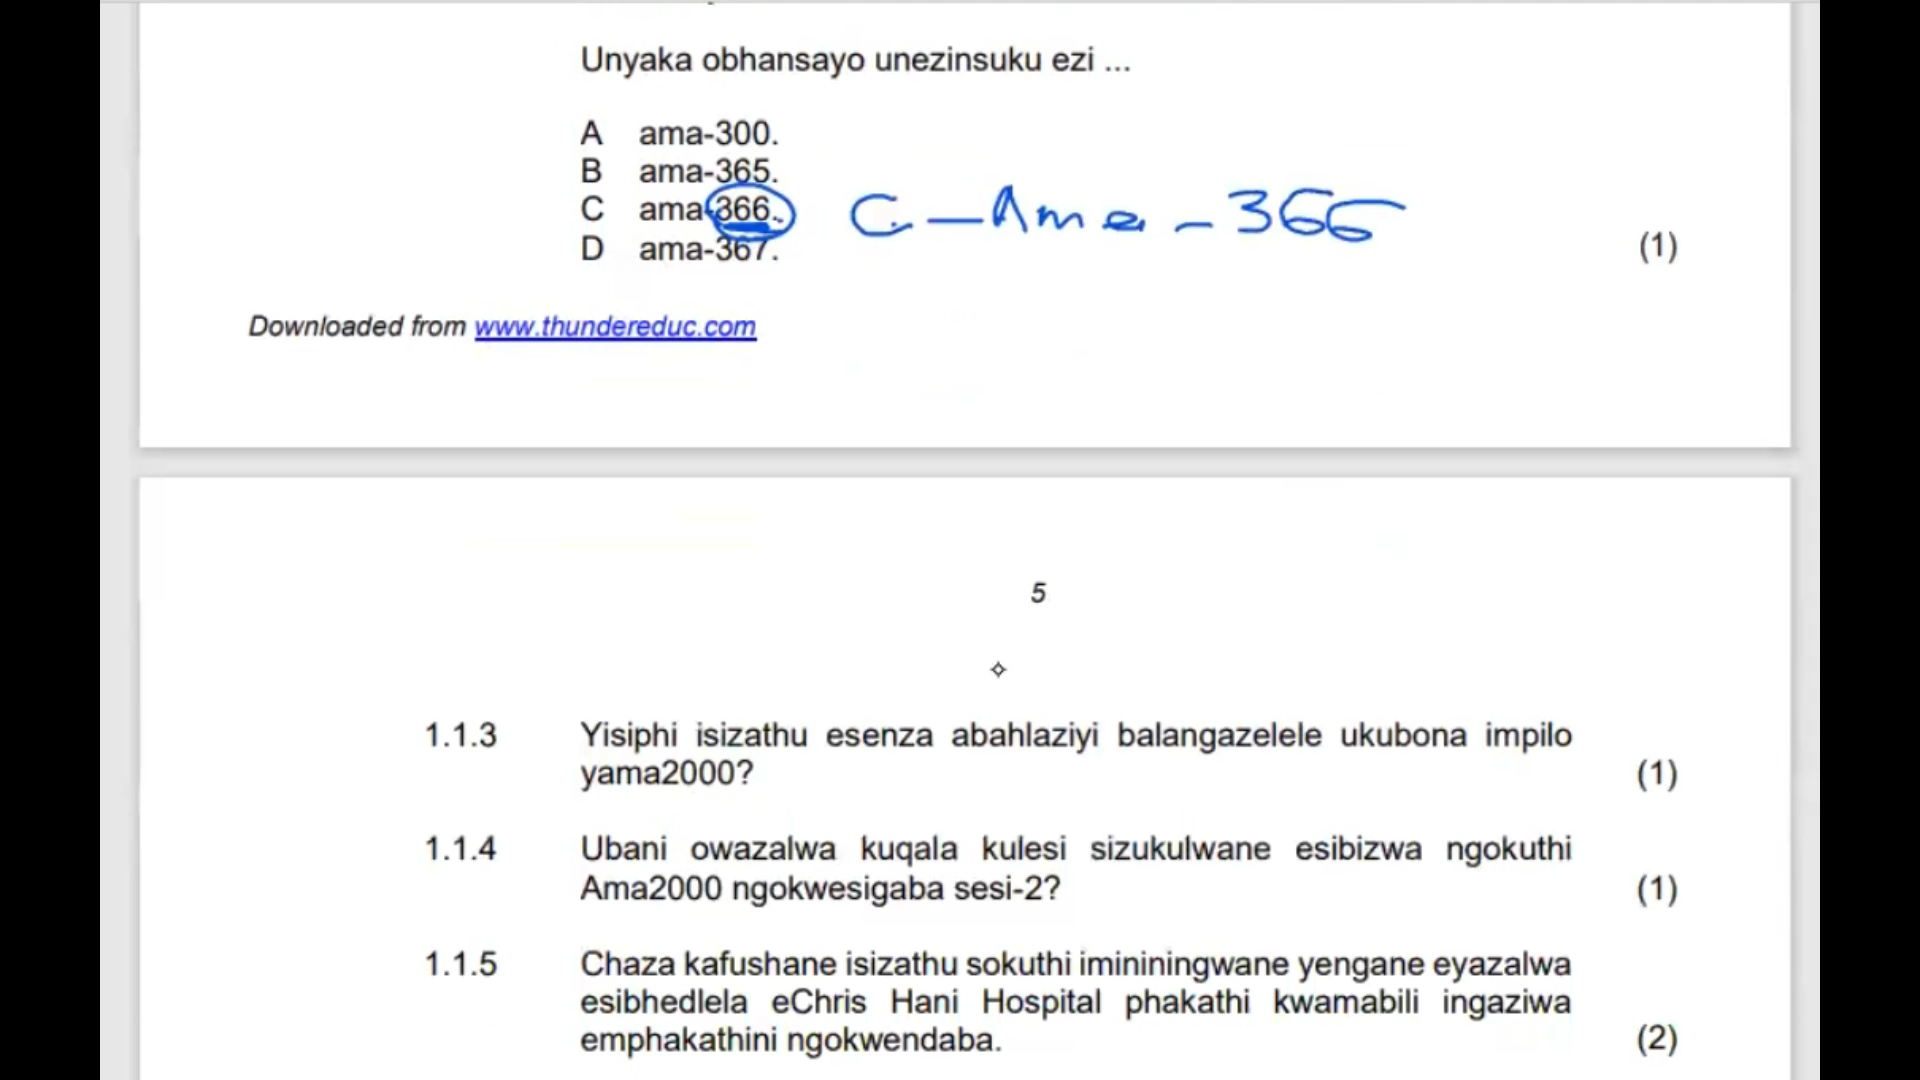 Unyaka obhansayo unezinsuku ezi ...
A ama-300.
B ama-365.
C ama-366. C - Ama - 366
D ama-367.
(1)
Downloaded from www.thundereduc.com
5
1.1.3 Yisiphi isizathu esenza abahlaziyi balangazelele ukubona impilo
yama2000? (1)
1.1.4 Ubani owazalwa kuqala kulesi sizukulwane esibizwa ngokuthi
Ama2000 ngokwesigaba sesi-2? (1)
1.1.5 Chaza kafushane isizathu sokuthi imininingwane yengane eyazalwa
esibhedlela eChris Hani Hospital phakathi kwamabili ingaziwa
emphakathini ngokwendaba. (2)